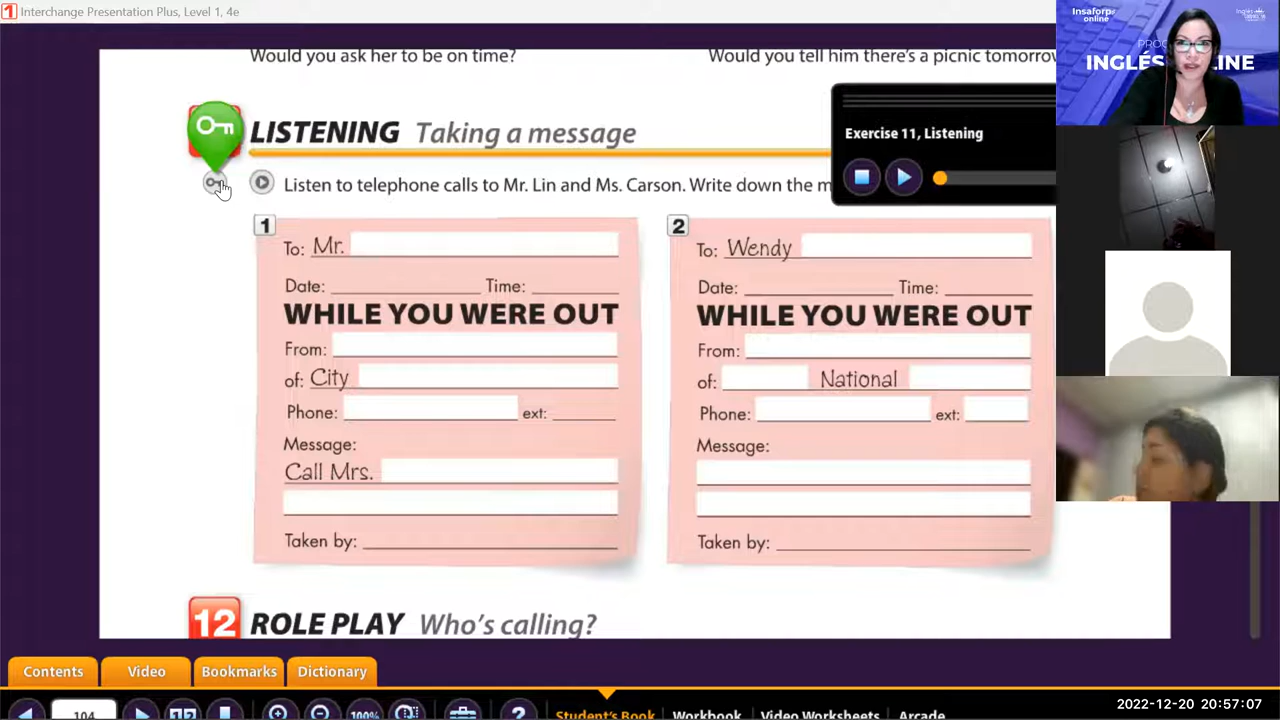 Interchange Presentation Plus, Level 1, 4e
Would you ask her to be on time?
Would you tell him there's a picnic tomorrow
LISTENING Taking a message
Exercise 11, Listening
Listen to telephone calls to Mr. Lin and Ms. Carson. Write down the m
1
To: Mr.
Date: Time:
WHILE YOU WERE OUT
From:
of: City
Phone: ext:
Message:
Call Mrs.
Taken by:
2
To: Wendy
Date: Time:
WHILE YOU WERE OUT
From:
of: National
Phone: ext:
Message:
Taken by:
12 ROLE PLAY Who's calling?
Contents Video Bookmarks Dictionary
104 100% ? Student's Book Workbook Video Worksheets Arcade
Insaforp
online
INGLÉS LINE
2022-12-20 20:57:07